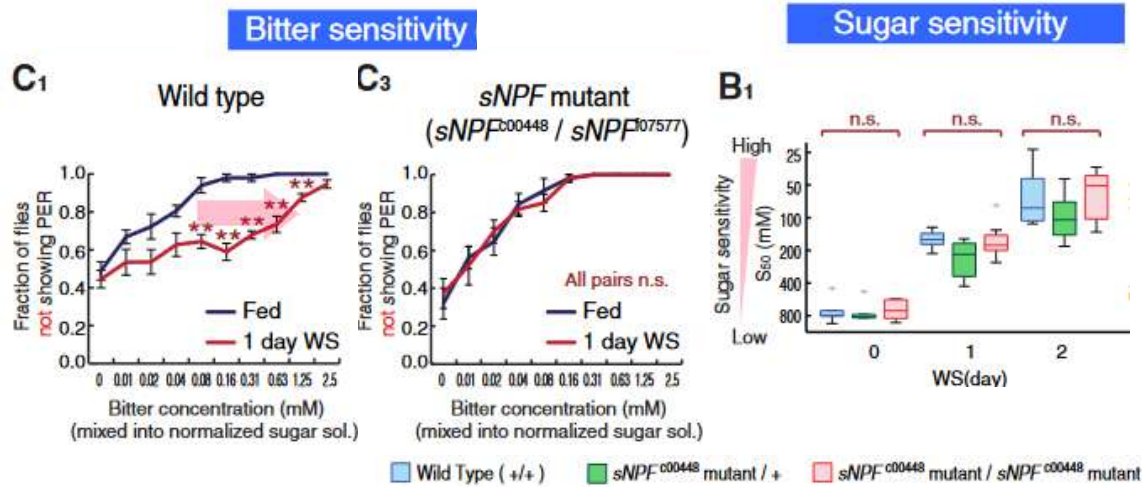 Bitter sensitivity
Sugar sensitivity
C1
Wild type
Fraction of flies
not showing PER
1.0
0.8
0.6
0.4
0.2
0.0
**
**
**
**
**
**
Fed
1 day WS
0 0.01 0.02 0.04 0.08 0.16 0.31 0.63 1.25 2.5
Bitter concentration (mM)
(mixed into normalized sugar sol.)
C3
sNPF mutant
(sNPFc00448 / sNPFf07577)
Fraction of flies
not showing PER
1.0
0.8
0.6
0.4
0.2
0.0
All pairs n.s.
Fed
1 day WS
0 0.01 0.02 0.04 0.08 0.16 0.31 0.63 1.25 2.5
Bitter concentration (mM)
(mixed into normalized sugar sol.)
B1
n.s.
n.s.
n.s.
High
Sugar sensitivity
Low
S50 (mM)
25
50
100
200
400
800
0 1 2
WS(day)
Wild Type ( +/+ )
sNPF c00448 mutant / +
sNPF c00448 mutant / sNPF c00448 mutant